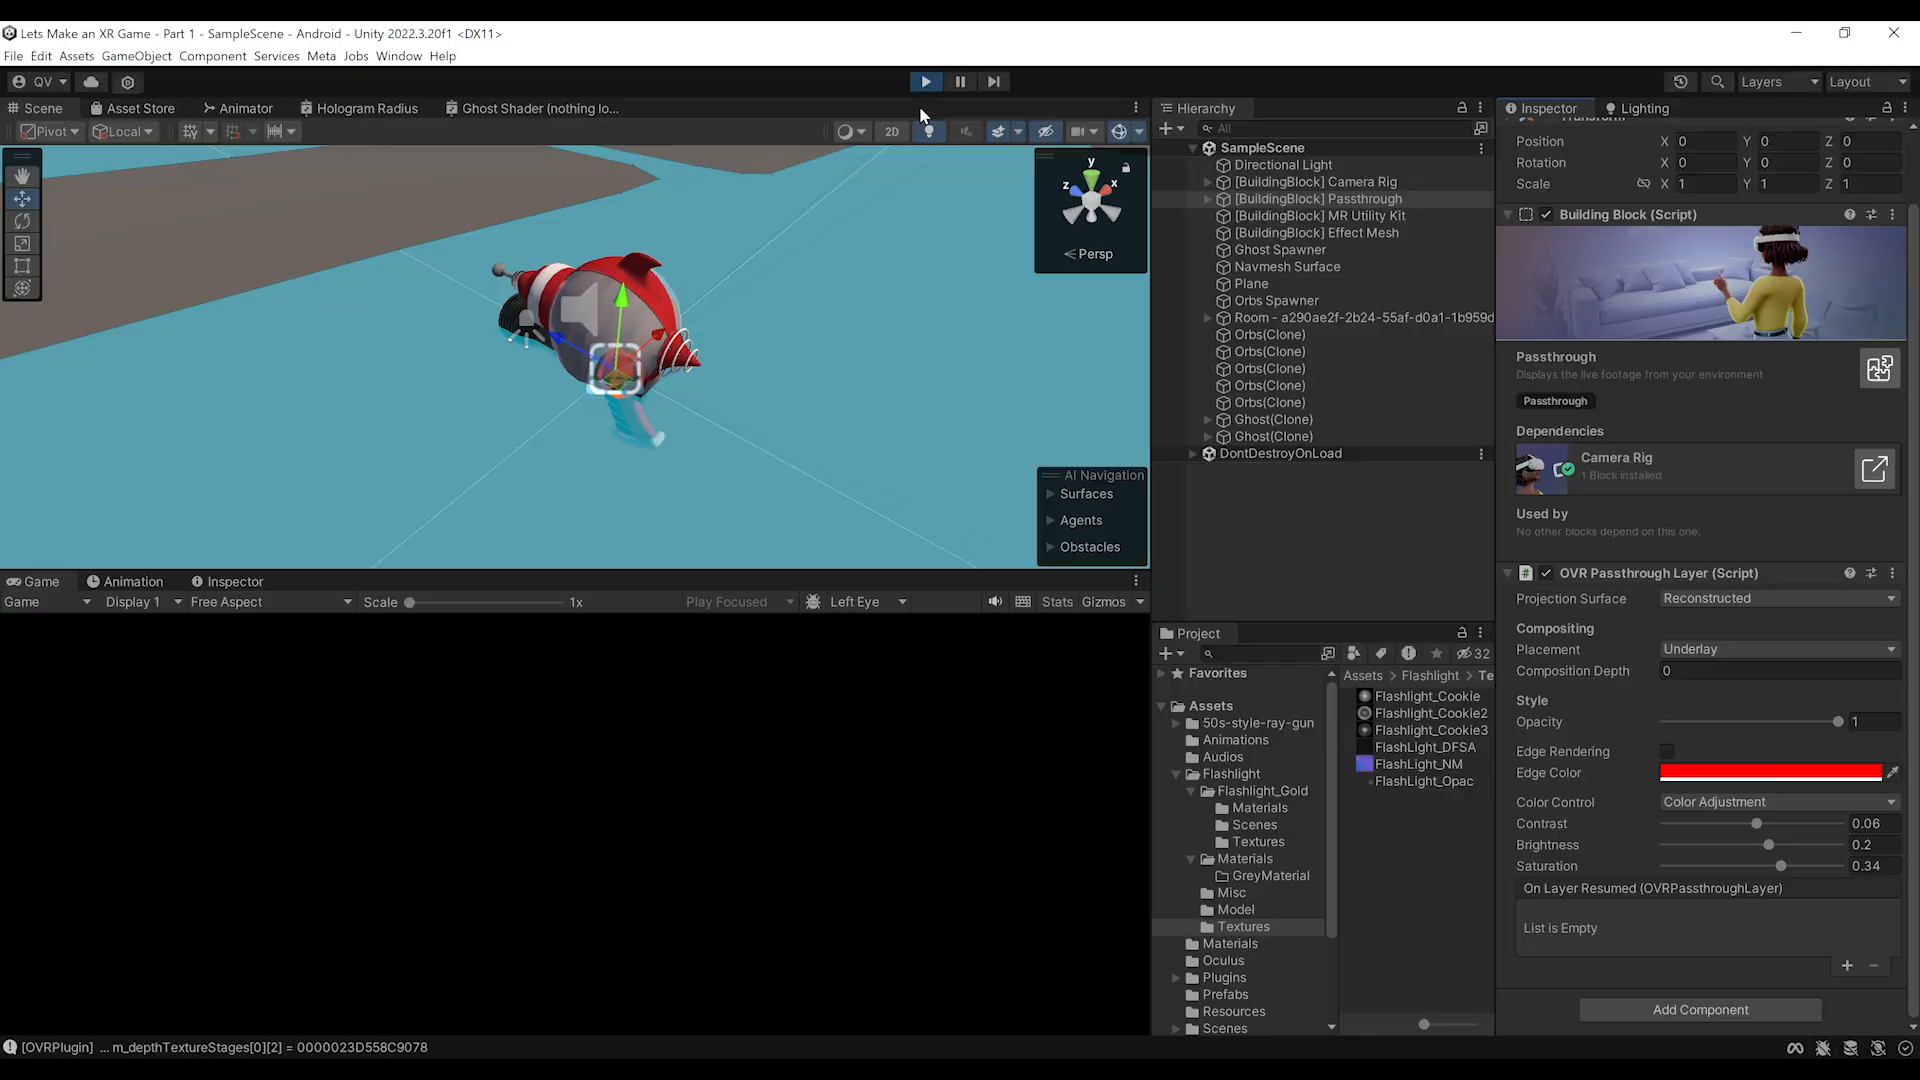 Lets Make an XR Game - Part 1 - SampleScene - Android - Unity 2022.3.20f1 <DX11>
File Edit Assets GameObject Component Services Meta Jobs Window Help
QV Layers Layout
Scene Asset Store Animator Hologram Radius Ghost Shader (nothing lo...
Pivot Local 2D
y
z x
Persp
AI Navigation
Surfaces
Agents
Obstacles
Game Animation Inspector
Game Display 1 Free Aspect Scale 1x Play Focused Left Eye Stats Gizmos
Hierarchy
All
SampleScene
Directional Light
[BuildingBlock] Camera Rig
[BuildingBlock] Passthrough
[BuildingBlock] MR Utility Kit
[BuildingBlock] Effect Mesh
Ghost Spawner
Navmesh Surface
Plane
Orbs Spawner
Room - a290ae2f-2b24-55af-d0a1-1b959d
Orbs(Clone)
Orbs(Clone)
Orbs(Clone)
Orbs(Clone)
Orbs(Clone)
Ghost(Clone)
Ghost(Clone)
DontDestroyOnLoad
Project
32
Favorites
Assets
50s-style-ray-gun
Animations
Audios
Flashlight
Flashlight_Gold
Materials
Scenes
Textures
Materials
GreyMaterial
Misc
Model
Textures
Materials
Oculus
Plugins
Prefabs
Resources
Scenes
Assets > Flashlight > Te
Flashlight_Cookie
Flashlight_Cookie2
Flashlight_Cookie3
FlashLight_DFSA
FlashLight_NM
FlashLight_Opac
Inspector Lighting
Transform
Position X 0 Y 0 Z 0
Rotation X 0 Y 0 Z 0
Scale X 1 Y 1 Z 1
Building Block (Script)
Passthrough
Displays the live footage from your environment
Passthrough
Dependencies
Camera Rig
1 Block installed
Used by
No other blocks depend on this one.
# OVR Passthrough Layer (Script)
Projection Surface Reconstructed
Compositing
Placement Underlay
Composition Depth 0
Style
Opacity 1
Edge Rendering
Edge Color
Color Control Color Adjustment
Contrast 0.06
Brightness 0.2
Saturation 0.34
On Layer Resumed (OVRPassthroughLayer)
List is Empty
+ −
Add Component
[OVRPlugin] ... m_depthTextureStages[0][2] = 0000023D558C9078